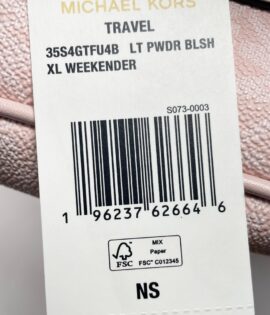 MICHAEL KORS
TRAVEL
35S4GTFU4B LT PWDR BLSH
XL WEEKENDER
S073-0003
1 96237 62664 6
FSC
MIX
Paper
FSC® C012345
NS